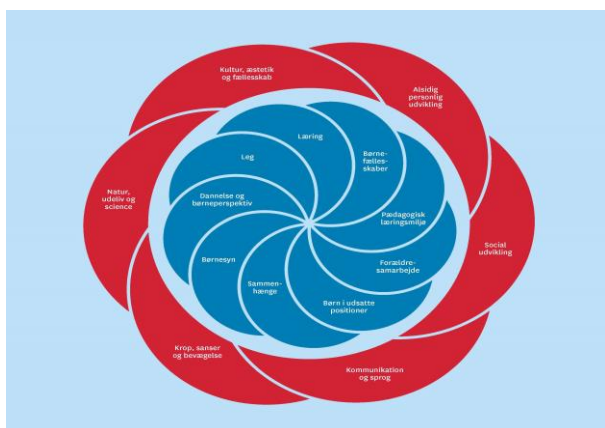 Kultur, æstetik
og fællesskab
Alsidig
personlig
udvikling
Social
udvikling
Kommunikation
og sprog
Krop, sanser
og bevægelse
Natur,
udeliv og
science
Læring
Børne-
fælles-
skaber
Pædagogisk
læringsmiljø
Forældre-
samarbejde
Børn i udsatte
positioner
Sammen-
hænge
Børnesyn
Dannelse og
børneperspektiv
Leg